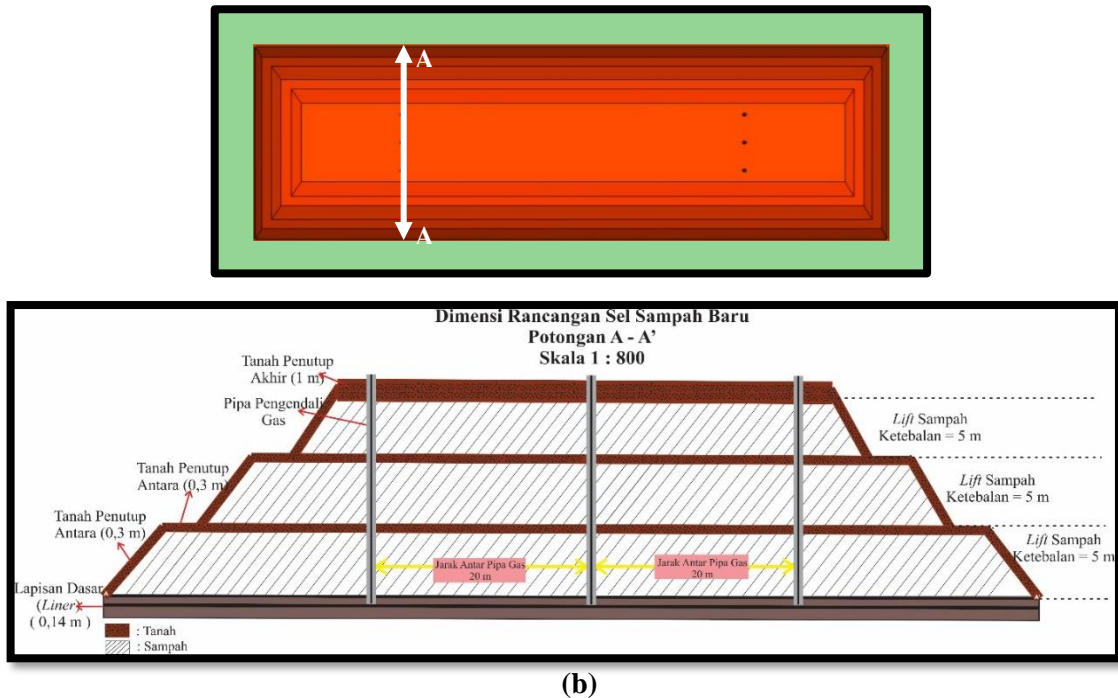 A
A
Dimensi Rancangan Sel Sampah Baru
Potongan A - A’
Skala 1 : 800
Tanah Penutup
Akhir (1 m)
Pipa Pengendali
Gas
Tanah Penutup
Antara (0,3 m)
Tanah Penutup
Antara (0,3 m)
Lapisan Dasar
(Liner)
( 0,14 m )
Lift Sampah
Ketebalan = 5 m
Lift Sampah
Ketebalan = 5 m
Lift Sampah
Ketebalan = 5 m
Jarak Antar Pipa Gas
20 m
Jarak Antar Pipa Gas
20 m
: Tanah
: Sampah
(b)